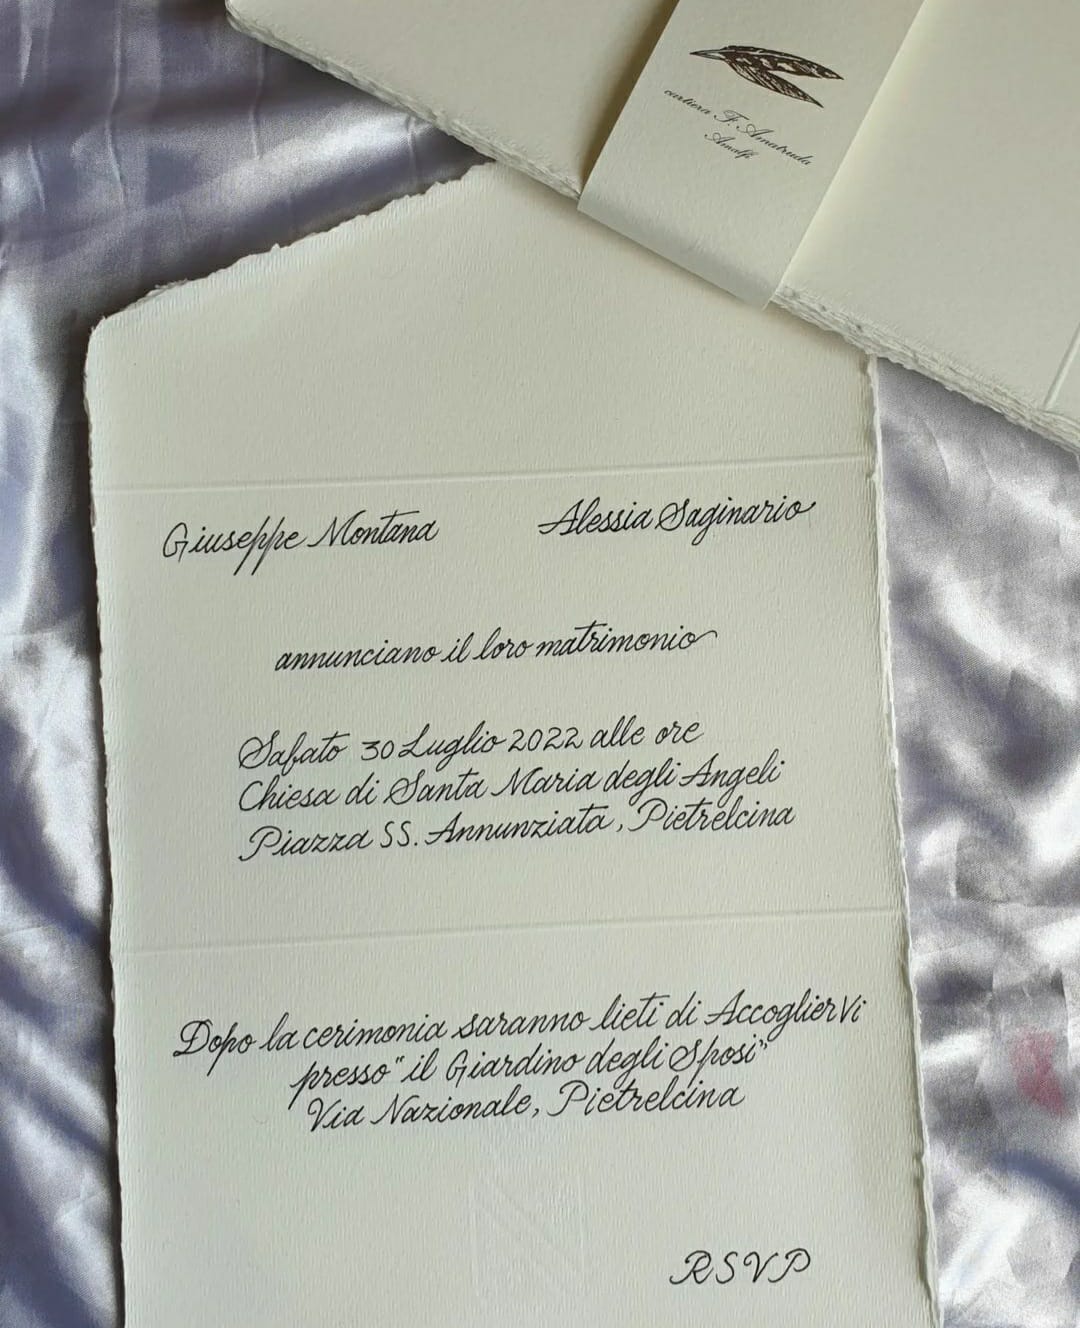 cartiera F. Amatruda
Amalfi
Giuseppe Montana Alessia Saginario
annunciano il loro matrimonio
Sabato 30 Luglio 2022 alle ore
Chiesa di Santa Maria degli Angeli
Piazza SS. Annunziata, Pietrelcina
Dopo la cerimonia saranno lieti di AccoglierVi
presso "il Giardino degli Sposi"
Via Nazionale, Pietrelcina
RSVP